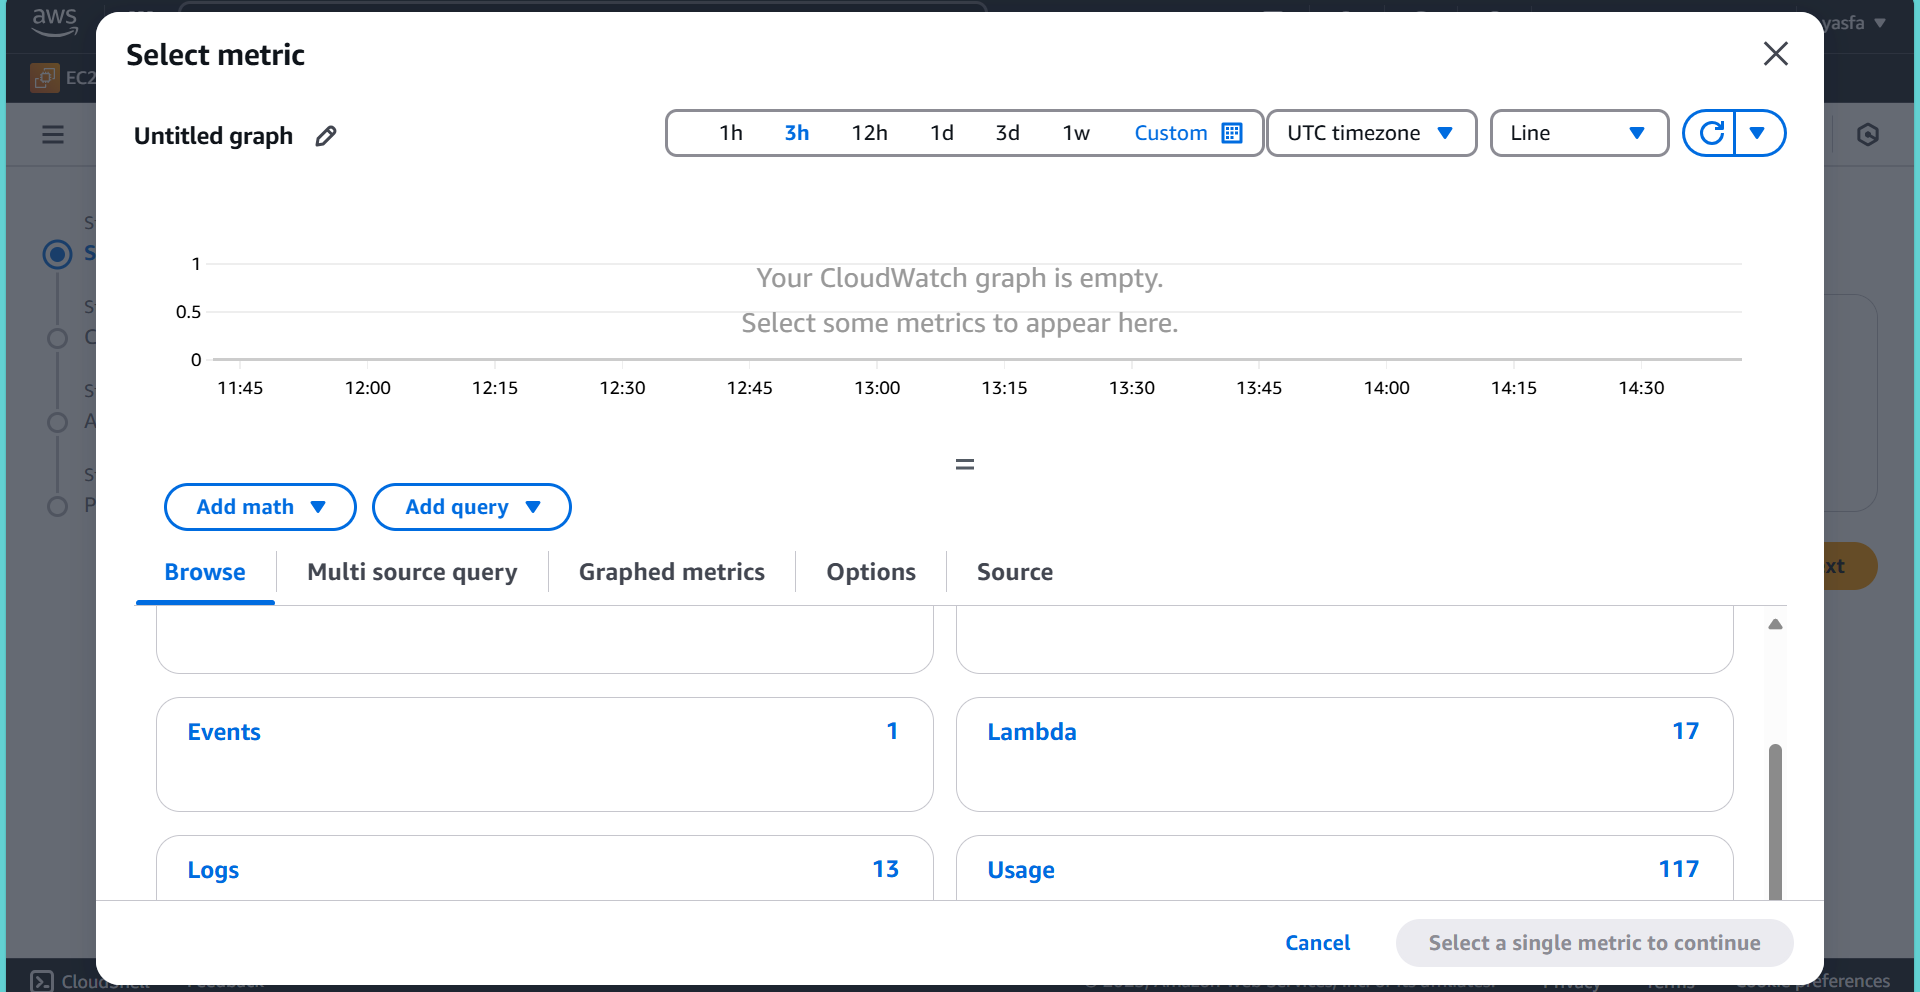 aws
yasfa
Select metric
EC2
Untitled graph
1h 3h 12h 1d 3d 1w Custom
UTC timezone
Line
1
Your CloudWatch graph is empty.
0.5
Select some metrics to appear here.
0
11:45 12:00 12:15 12:30 12:45 13:00 13:15 13:30 13:45 14:00 14:15 14:30
Add math
Add query
Browse
Multi source query
Graphed metrics
Options
Source
Events 1
Lambda 17
Logs 13
Usage 117
Cancel
Select a single metric to continue
CloudShell